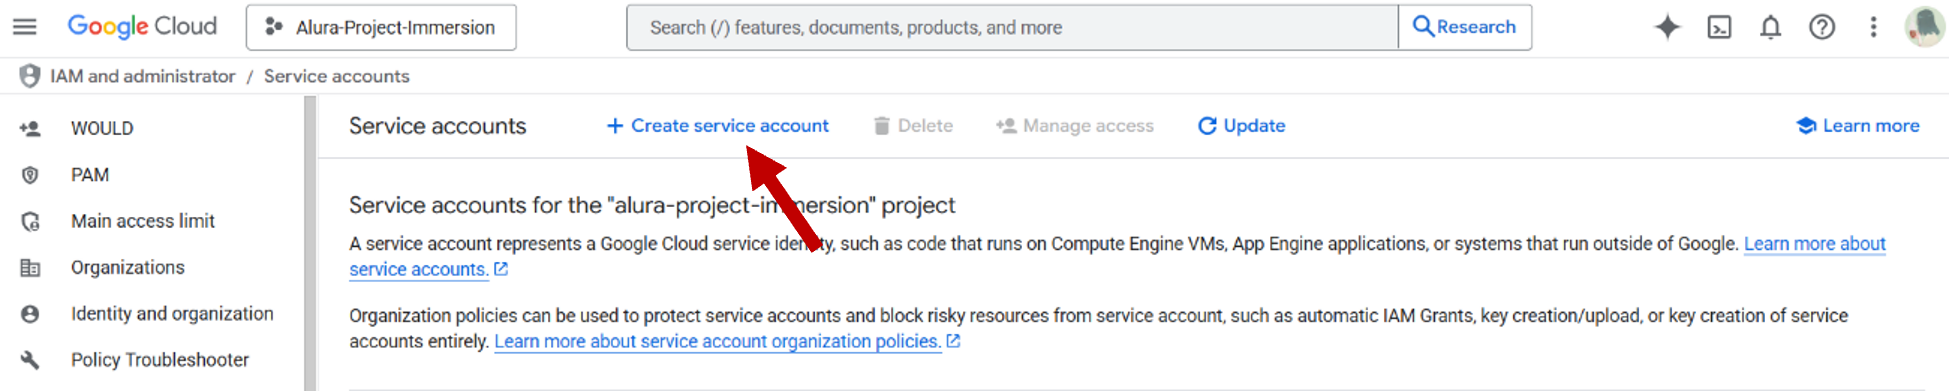 Google Cloud
Alura-Project-Immersion
Search (/) features, documents, products, and more
Research
IAM and administrator / Service accounts
WOULD
PAM
Main access limit
Organizations
Identity and organization
Policy Troubleshooter
Service accounts
+ Create service account
Delete
Manage access
Update
Learn more
Service accounts for the "alura-project-immersion" project
A service account represents a Google Cloud service identity, such as code that runs on Compute Engine VMs, App Engine applications, or systems that run outside of Google. Learn more about
service accounts.
Organization policies can be used to protect service accounts and block risky resources from service account, such as automatic IAM Grants, key creation/upload, or key creation of service
accounts entirely. Learn more about service account organization policies.